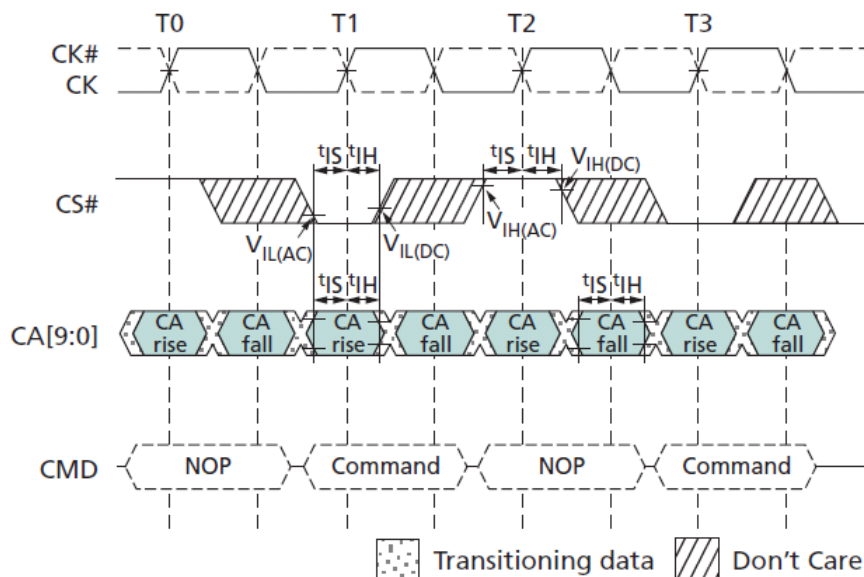 T0 T1 T2 T3
CK#
CK
tIS tIH tIS tIH VIH(DC)
CS#
VIL(AC) VIL(DC) VIH(AC)
tIS tIH tIS tIH
CA[9:0]
CA rise CA fall CA rise CA fall CA rise CA fall CA rise CA fall
CMD NOP Command NOP Command
Transitioning data Don't Care